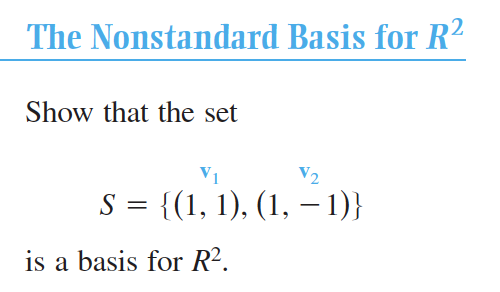 The Nonstandard Basis for R²
Show that the set
v₁ v₂
S = {(1, 1), (1, −1)}
is a basis for R².